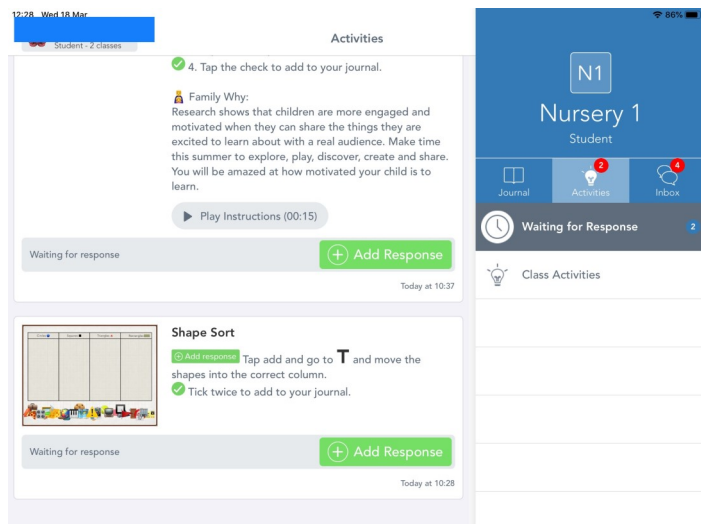 12:28 Wed 18 Mar
86%
Student - 2 classes
Activities
4. Tap the check to add to your journal.
Family Why:
Research shows that children are more engaged and
motivated when they can share the things they are
excited to learn about with a real audience. Make time
this summer to explore, play, discover, create and share.
You will be amazed at how motivated your child is to
learn.
Play Instructions (00:15)
Waiting for response
Add Response
Today at 10:37
Shape Sort
Add response Tap add and go to T and move the
shapes into the correct column.
Tick twice to add to your journal.
Waiting for response
Add Response
Today at 10:28
N1
Nursery 1
Student
Journal
2
Activities
4
Inbox
Waiting for Response 2
Class Activities